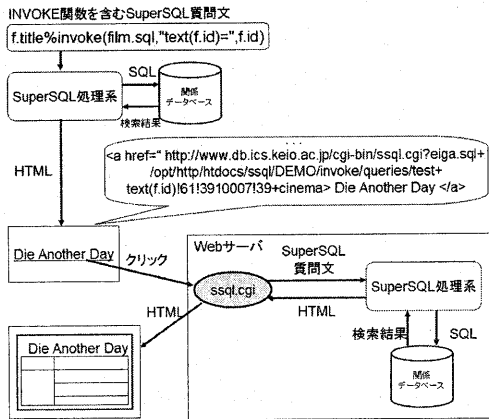 INVOKE関数を含むSuperSQL質問文
f.title%invoke(film.sql,"text(f.id)=",f.id)
SQL
SuperSQL処理系
関係
データベース
検索結果
HTML
<a href=" http://www.db.ics.keio.ac.jp/cgi-bin/ssql.cgi?eiga.sql+
/opt/http/htdocs/ssql/DEMO/invoke/queries/test+
text(f.id)!61!3910007!39+cinema> Die Another Day </a>
Die Another Day
クリック
Webサーバ
SuperSQL
質問文
ssql.cgi
SuperSQL処理系
HTML
HTML
検索結果
SQL
Die Another Day
関係
データベース